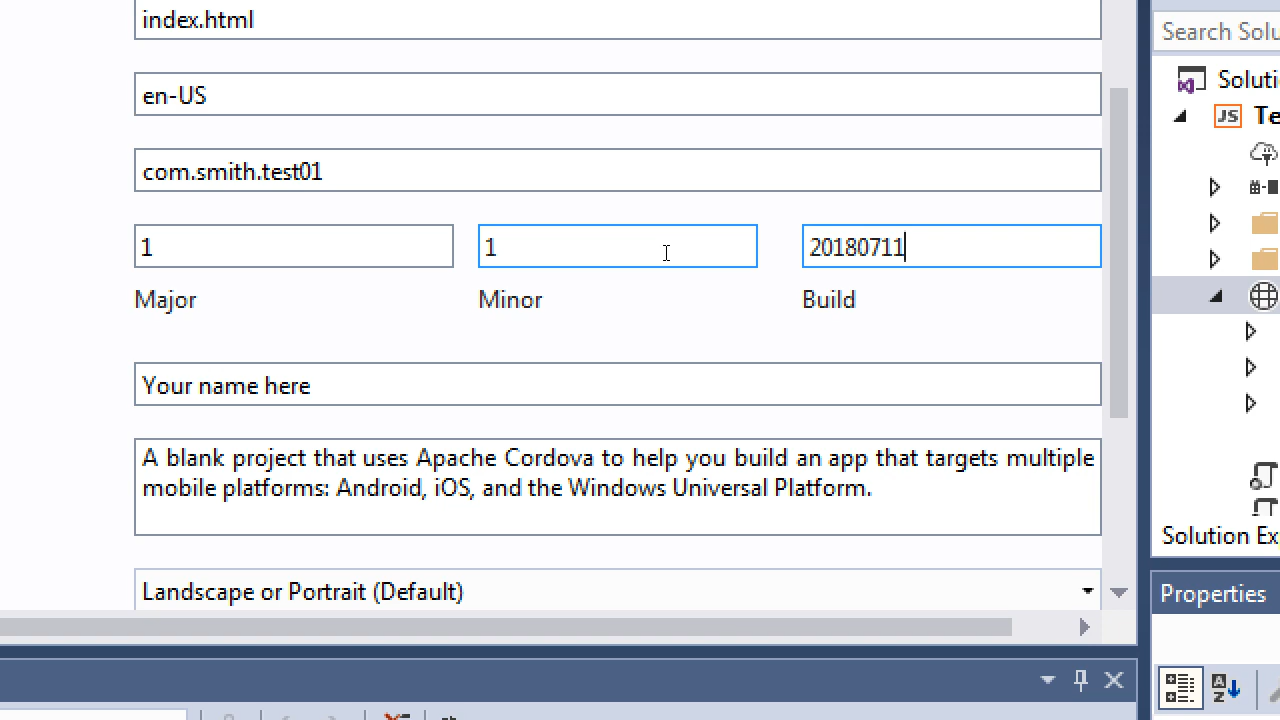 index.html
en-US
com.smith.test01
1 1 20180711
Major Minor Build
Your name here
A blank project that uses Apache Cordova to help you build an app that targets multiple
mobile platforms: Android, iOS, and the Windows Universal Platform.
Landscape or Portrait (Default)
Search Solu
Soluti
JS Te
Solution Ex
Properties
A
Z